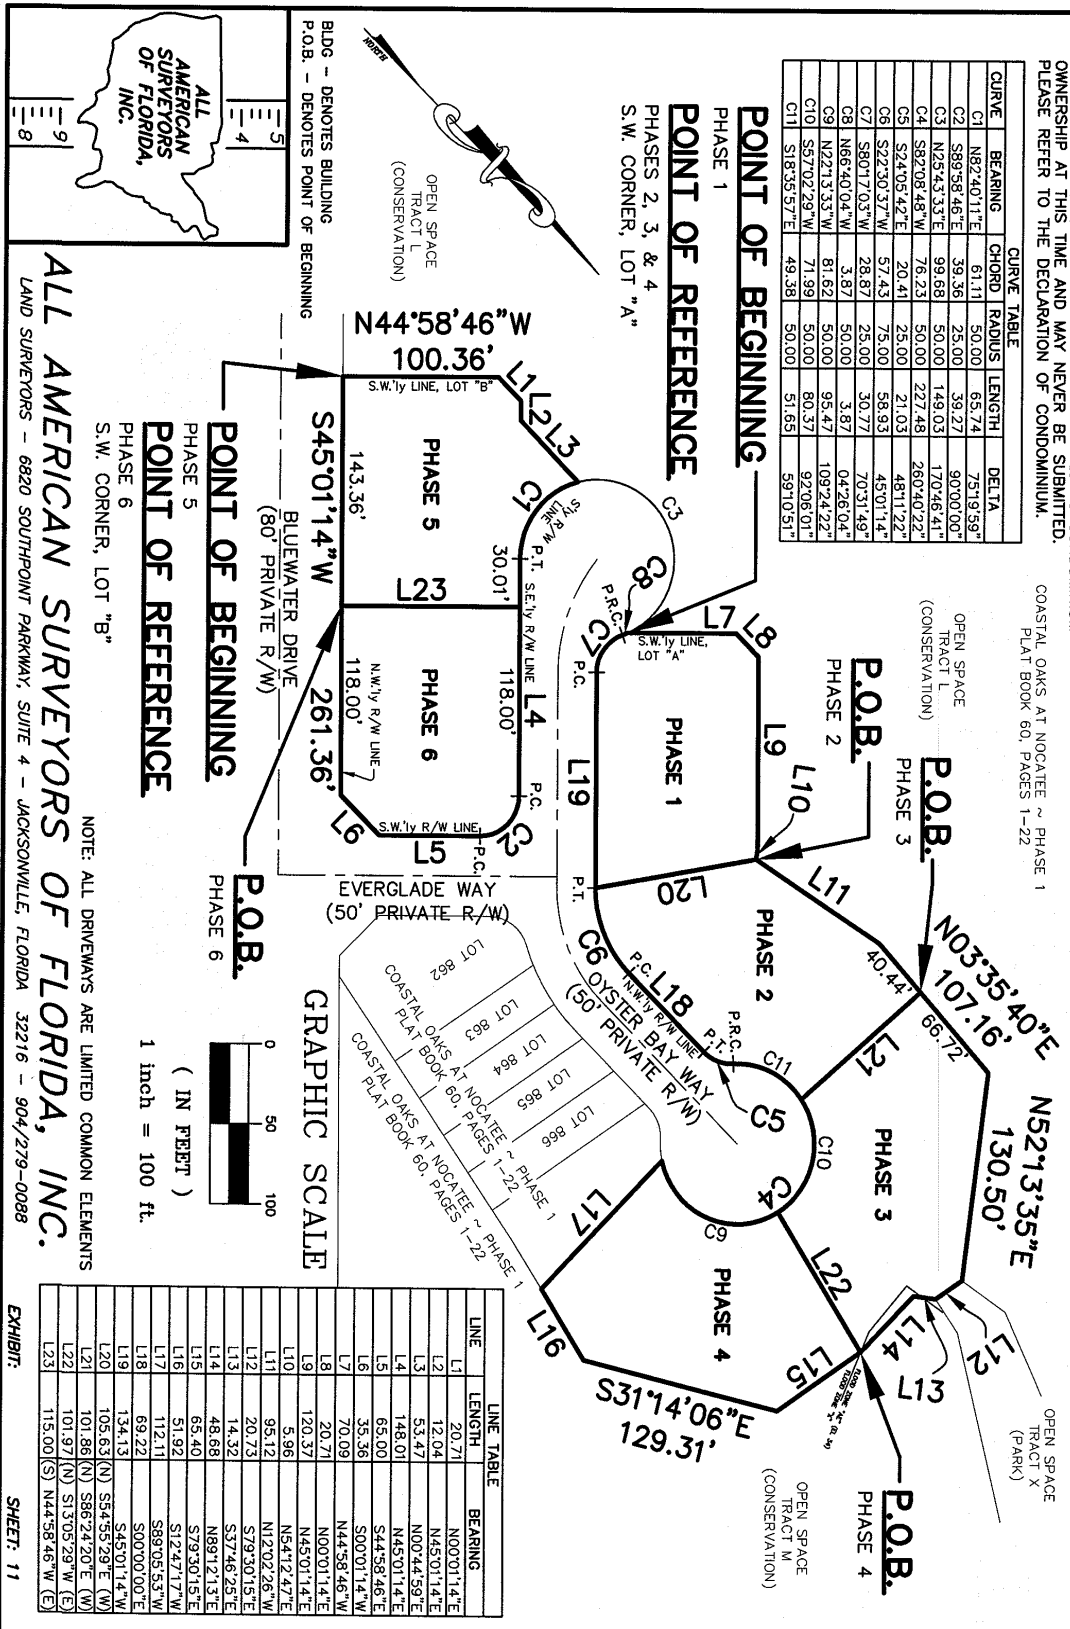 OWNERSHIP AT THIS TIME AND MAY NEVER BE SUBMITTED.
PLEASE REFER TO THE DECLARATION OF CONDOMINIUM.
CURVE TABLE
CURVE BEARING CHORD RADIUS LENGTH DELTA
C1 N82°40'11"E 61.11 50.00 65.74 75°19'59"
C2 S89°58'46"E 39.36 25.00 39.27 90°00'00"
C3 N25°43'33"E 99.68 50.00 149.03 170°46'41"
C4 S82°08'48"W 76.23 50.00 227.48 260°40'22"
C5 S24°05'42"E 20.41 25.00 21.03 48°11'22"
C6 S22°30'37"W 57.43 75.00 58.93 45°01'14"
C7 S80°17'03"W 28.87 25.00 30.77 70°31'49"
C8 N66°40'04"W 3.87 50.00 3.87 04°26'04"
C9 N22°13'33"W 81.62 50.00 95.47 109°24'22"
C10 S57°02'29"W 71.99 50.00 80.37 92°06'01"
C11 S18°35'57"E 49.38 50.00 51.65 59°10'51"
COASTAL OAKS AT NOCATEE ~ PHASE 1
PLAT BOOK 60, PAGES 1-22
OPEN SPACE
TRACT L
(CONSERVATION)
P.O.B.
PHASE 3
P.O.B.
PHASE 2
POINT OF BEGINNING
PHASE 1
POINT OF REFERENCE
PHASES 2, 3, & 4
S.W. CORNER, LOT "A"
NORTH
OPEN SPACE
TRACT L
(CONSERVATION)
BLDG - DENOTES BUILDING
P.O.B. - DENOTES POINT OF BEGINNING
N44°58'46"W
100.36'
S.W.'ly LINE, LOT "B"
L1
L2
L3
C1
S'ly R/W
LINE
C3
C8
P.R.C.
C7
P.C.
L7
L8
S.W.'ly LINE,
LOT "A"
L9
L10
L11
PHASE 1
L19
L20
P.T.
PHASE 2
C6
P.C.
L18
N.W.'ly R/W LINE
P.T.
P.R.C.
C11
C5
OYSTER BAY WAY
(50' PRIVATE R/W)
N03°35'40"E
107.16'
40.44'
66.72'
L21
N52°13'35"E
130.50'
PHASE 3
C10
C4
C9
L22
L12
L13
L14
L15
OPEN SPACE
TRACT X
(PARK)
P.O.B.
PHASE 4
OPEN SPACE
TRACT M
(CONSERVATION)
PHASE 4
S31°14'06"E
129.31'
L16
L17
PHASE 5
P.T.
30.01'
S.E.'ly R/W LINE
L4
118.00'
P.C.
C2
P.C.
L23
143.36'
S45°01'14"W
261.36'
118.00'
N.W.'ly R/W LINE
PHASE 6
S.W.'ly R/W LINE
L5
L6
BLUEWATER DRIVE
(80' PRIVATE R/W)
EVERGLADE WAY
(50' PRIVATE R/W)
LOT 862
LOT 863
LOT 864
LOT 865
LOT 866
COASTAL OAKS AT NOCATEE ~ PHASE 1
PLAT BOOK 60, PAGES 1-22
COASTAL OAKS AT NOCATEE ~ PHASE 1
PLAT BOOK 60, PAGES 1-22
POINT OF BEGINNING
PHASE 5
POINT OF REFERENCE
PHASE 6
S.W. CORNER, LOT "B"
P.O.B.
PHASE 6
GRAPHIC SCALE
0 50 100
( IN FEET )
1 inch = 100 ft.
LINE TABLE
LINE LENGTH BEARING
L1 20.71 N00°01'14"E
L2 12.04 N45°01'14"E
L3 53.47 N00°44'59"E
L4 148.01 N45°01'14"E
L5 65.00 S44°58'46"E
L6 35.36 S00°01'14"W
L7 70.09 N44°58'46"W
L8 20.71 N00°01'14"E
L9 120.37 N45°01'14"E
L10 5.96 N54°12'47"E
L11 95.12 N12°02'26"W
L12 20.73 S79°30'15"E
L13 14.32 S37°46'25"E
L14 48.68 N89°12'13"E
L15 65.40 S79°30'15"E
L16 51.92 S12°47'17"W
L17 112.11 S89°05'53"W
L18 69.22 S00°00'00"E
L19 134.13 S45°01'14"W
L20 105.63 (N) S54°55'29"E (W)
L21 101.86 (N) S86°24'20"E (W)
L22 101.97 (N) S13°05'29"W (E)
L23 115.00 (S) N44°58'46"W (E)
NOTE: ALL DRIVEWAYS ARE LIMITED COMMON ELEMENTS
ALL AMERICAN SURVEYORS OF FLORIDA, INC.
LAND SURVEYORS - 6820 SOUTHPOINT PARKWAY, SUITE 4 - JACKSONVILLE, FLORIDA 32216 - 904/279-0088
ALL
AMERICAN
SURVEYORS
OF FLORIDA,
INC.
5
4
9
8
EXHIBIT:
SHEET: 11